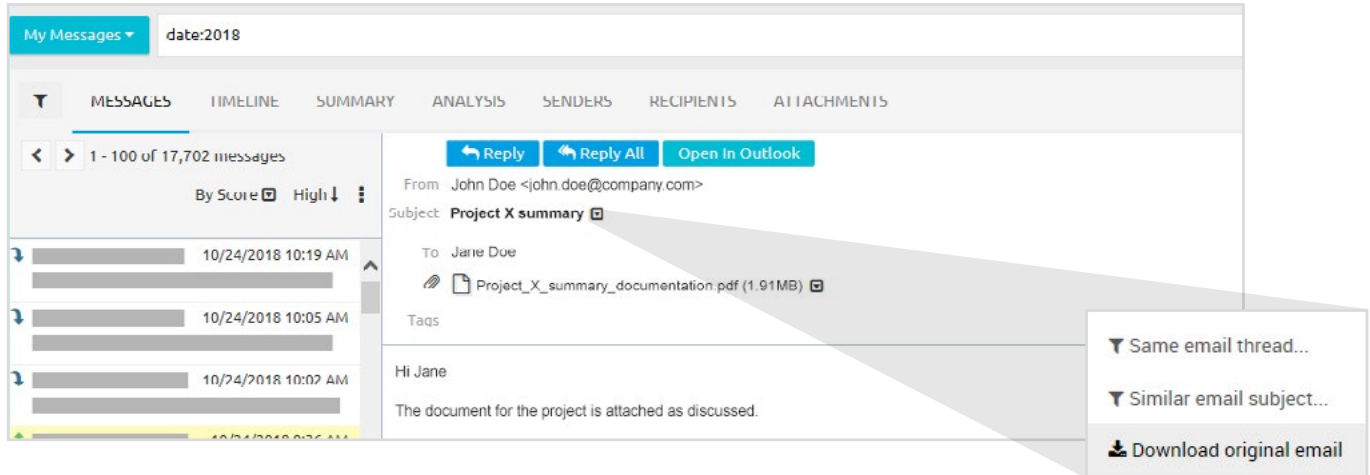 My Messages date:2018
MESSAGES TIMELINE SUMMARY ANALYSIS SENDERS RECIPIENTS ATTACHMENTS
1 - 100 of 17,702 messages
By Score High
10/24/2018 10:19 AM
10/24/2018 10:05 AM
10/24/2018 10:02 AM
Reply Reply All Open In Outlook
From John Doe <john.doe@company.com>
Subject Project X summary
To Jane Doe
Project_X_summary_documentation.pdf (1.91MB)
Tags
Hi Jane
The document for the project is attached as discussed.
Same email thread...
Similar email subject...
Download original email